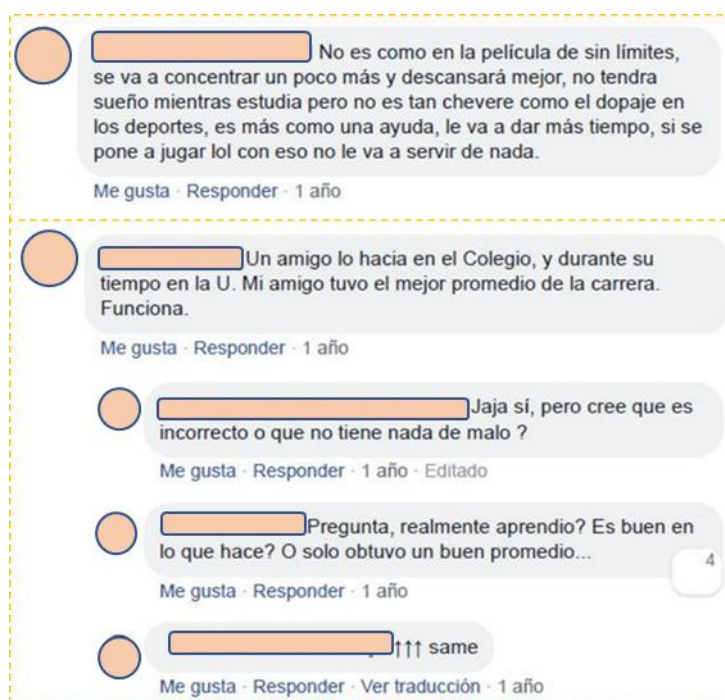 No es como en la película de sin límites,
se va a concentrar un poco más y descansará mejor, no tendra
sueño mientras estudia pero no es tan chevere como el dopaje en
los deportes, es más como una ayuda, le va a dar más tiempo, si se
pone a jugar lol con eso no le va a servir de nada.
Me gusta · Responder · 1 año
Un amigo lo hacia en el Colegio, y durante su
tiempo en la U. Mi amigo tuvo el mejor promedio de la carrera.
Funciona.
Me gusta · Responder · 1 año
Jaja sí, pero cree que es
incorrecto o que no tiene nada de malo ?
Me gusta · Responder · 1 año · Editado
Pregunta, realmente aprendio? Es buen en
lo que hace? O solo obtuvo un buen promedio...
4
Me gusta · Responder · 1 año
↑↑↑ same
Me gusta · Responder · Ver traducción · 1 año